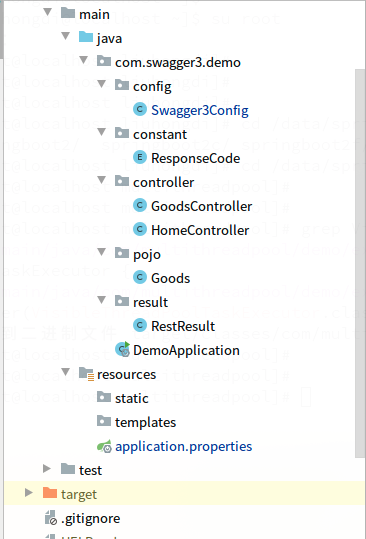 main
java
com.swagger3.demo
config
Swagger3Config
constant
ResponseCode
controller
GoodsController
HomeController
pojo
Goods
result
RestResult
DemoApplication
resources
static
templates
application.properties
test
target
.gitignore